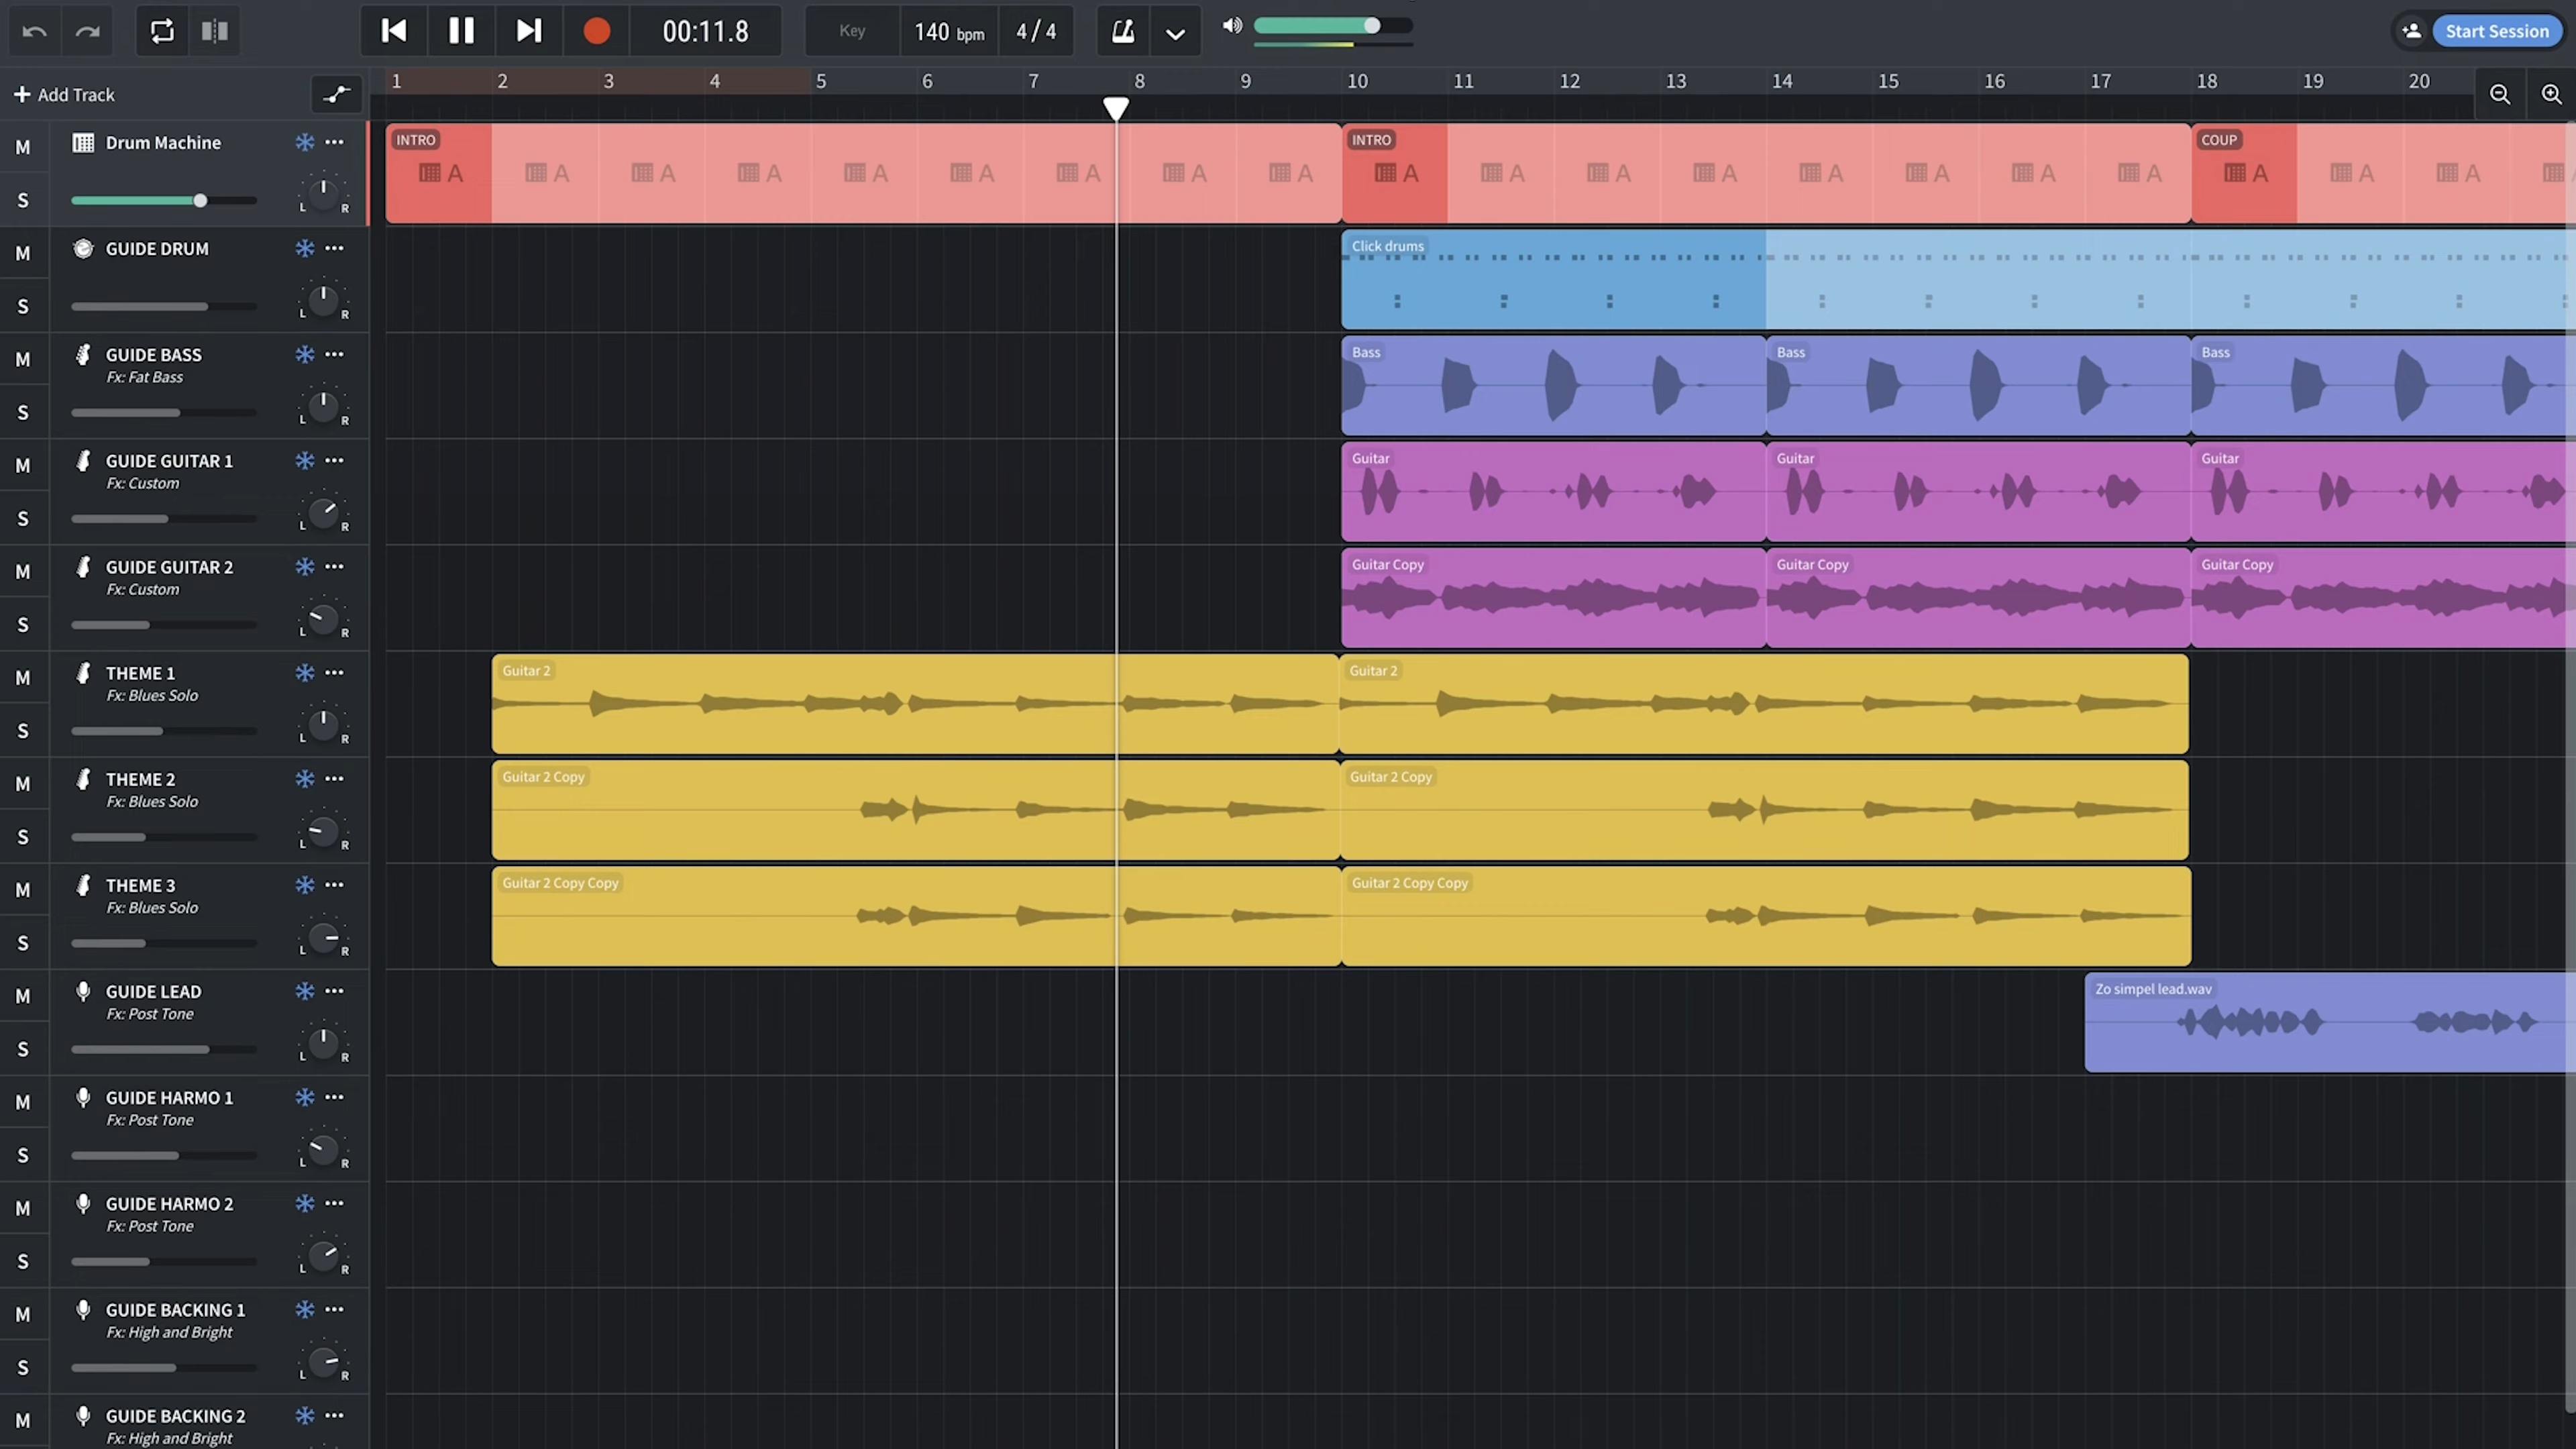 00:11.8 Key 140 bpm 4 / 4 Start Session
Add Track 1 2 3 4 5 6 7 8 9 10 11 12 13 14 15 16 17 18 19 20
M Drum Machine
S L R
INTRO INTRO COUP
A A A A A A A A A A A A A A A A A A A A
M GUIDE DRUM
S L R
Click drums
M GUIDE BASS
Fx: Fat Bass
S L R
Bass Bass Bass
M GUIDE GUITAR 1
Fx: Custom
S L R
Guitar Guitar Guitar
M GUIDE GUITAR 2
Fx: Custom
S L R
Guitar Copy Guitar Copy Guitar Copy
M THEME 1
Fx: Blues Solo
S L R
Guitar 2 Guitar 2
M THEME 2
Fx: Blues Solo
S L R
Guitar 2 Copy Guitar 2 Copy
M THEME 3
Fx: Blues Solo
S L R
Guitar 2 Copy Copy Guitar 2 Copy Copy
M GUIDE LEAD
Fx: Post Tone
S L R
Zo simpel lead.wav
M GUIDE HARMO 1
Fx: Post Tone
S L R
M GUIDE HARMO 2
Fx: Post Tone
S L R
M GUIDE BACKING 1
Fx: High and Bright
S L R
M GUIDE BACKING 2
Fx: High and Bright